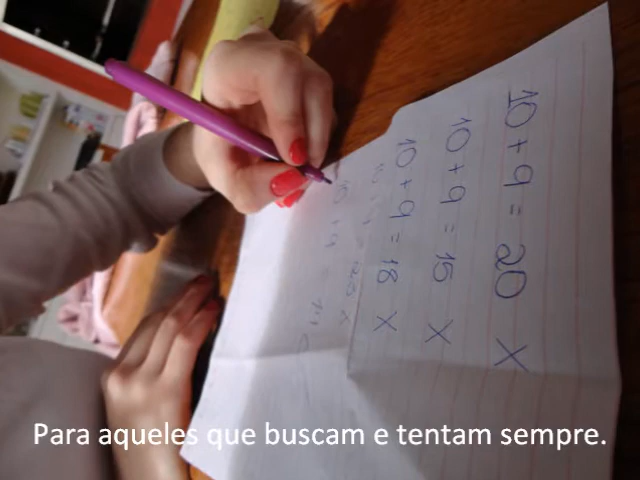 10 + 9 = 20 X
10 + 9 = 15 X
10 + 9 = 18 X
Para aqueles que buscam e tentam sempre.